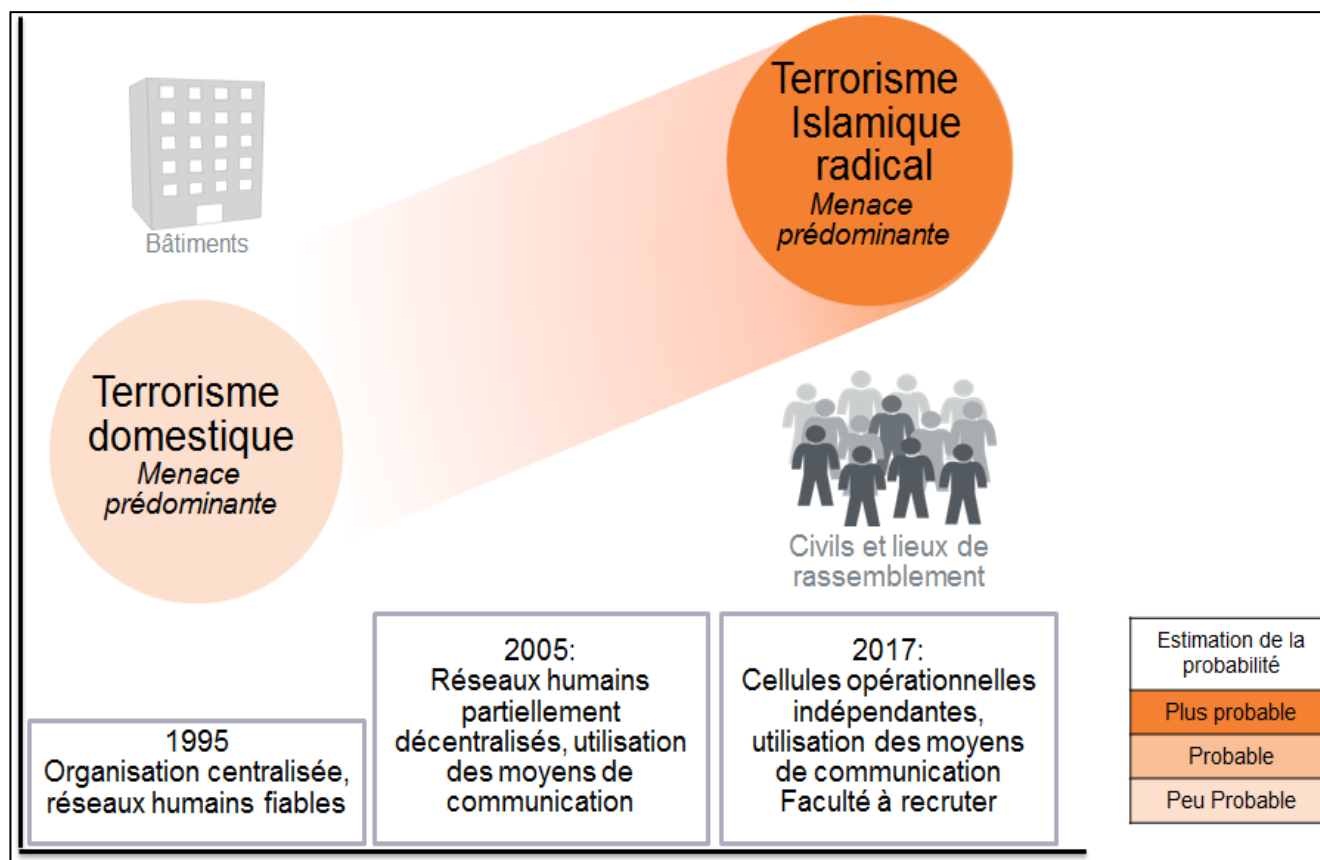 Terrorisme
Islamique
radical
Menace
prédominante
Bâtiments
Terrorisme
domestique
Menace
prédominante
Civils et lieux de
rassemblement
1995
Organisation centralisée,
réseaux humains fiables
2005:
Réseaux humains
partiellement
décentralisés, utilisation
des moyens de
communication
2017:
Cellules opérationnelles
indépendantes,
utilisation des moyens
de communication
Faculté à recruter
Estimation de la
probabilité
Plus probable
Probable
Peu Probable